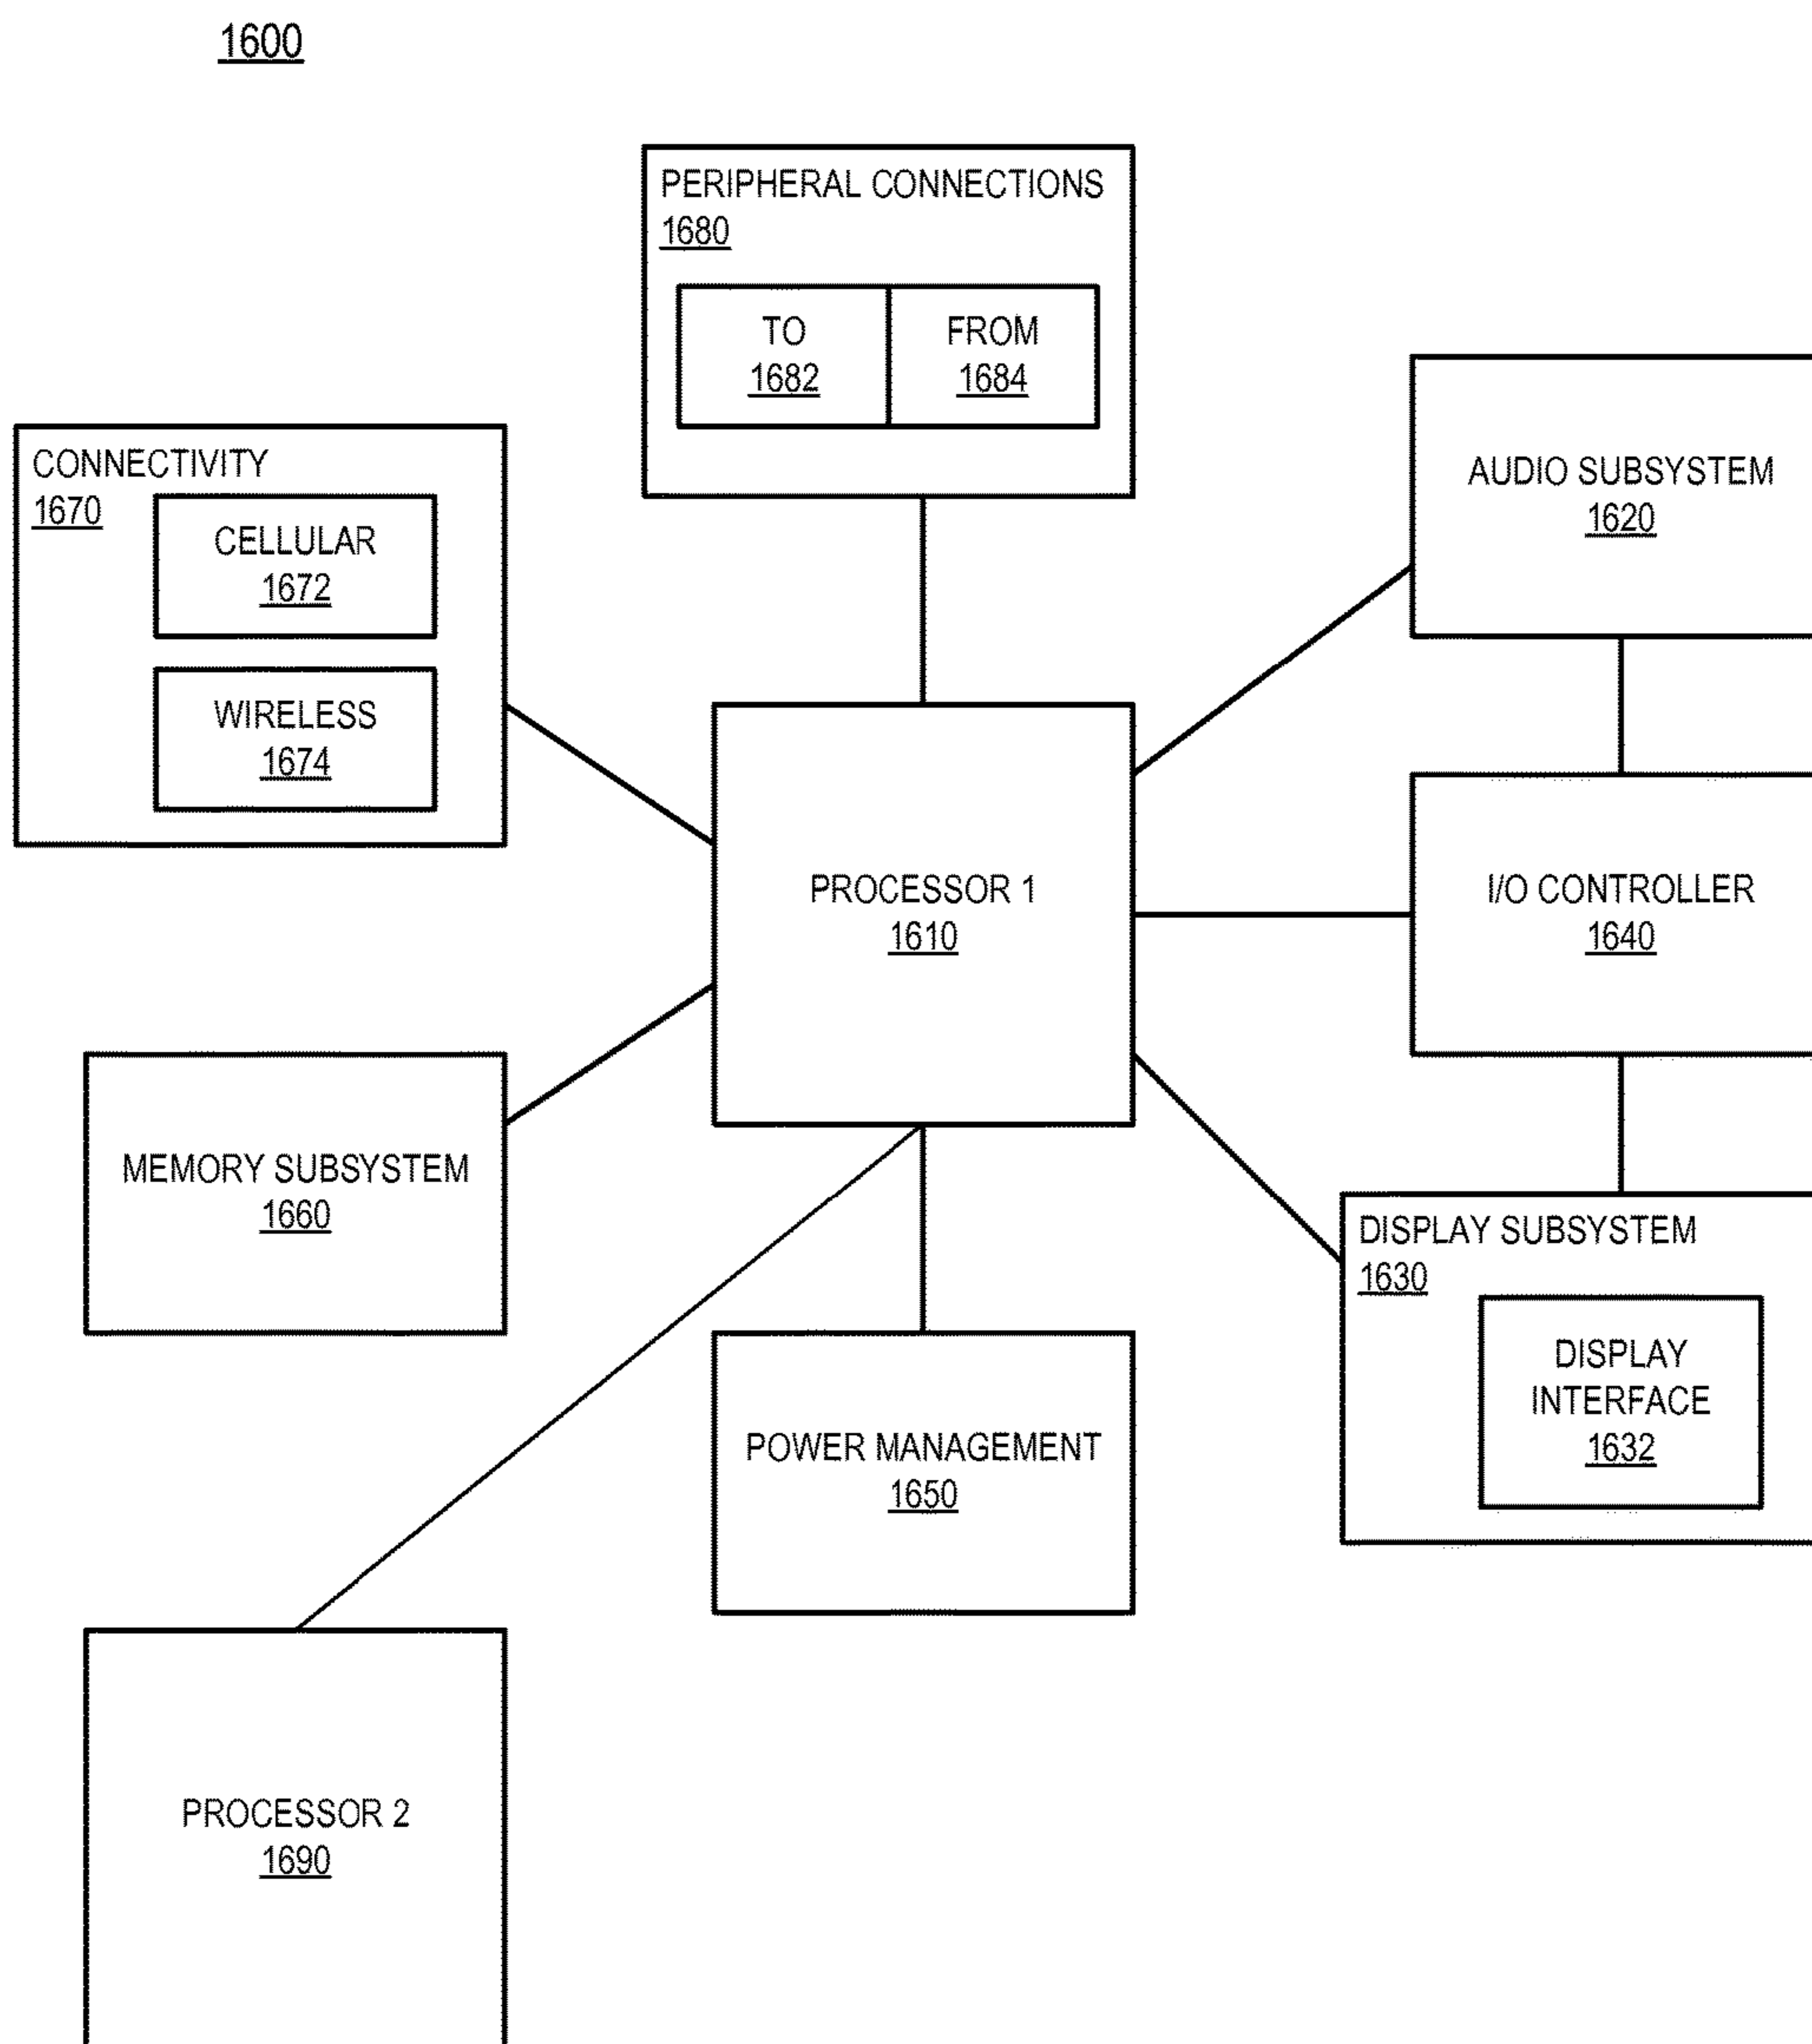 1600
PERIPHERAL CONNECTIONS
1680
TO
1682
FROM
1684
CONNECTIVITY
1670
CELLULAR
1672
WIRELESS
1674
AUDIO SUBSYSTEM
1620
PROCESSOR 1
1610
I/O CONTROLLER
1640
MEMORY SUBSYSTEM
1660
DISPLAY SUBSYSTEM
1630
DISPLAY
INTERFACE
1632
POWER MANAGEMENT
1650
PROCESSOR 2
1690